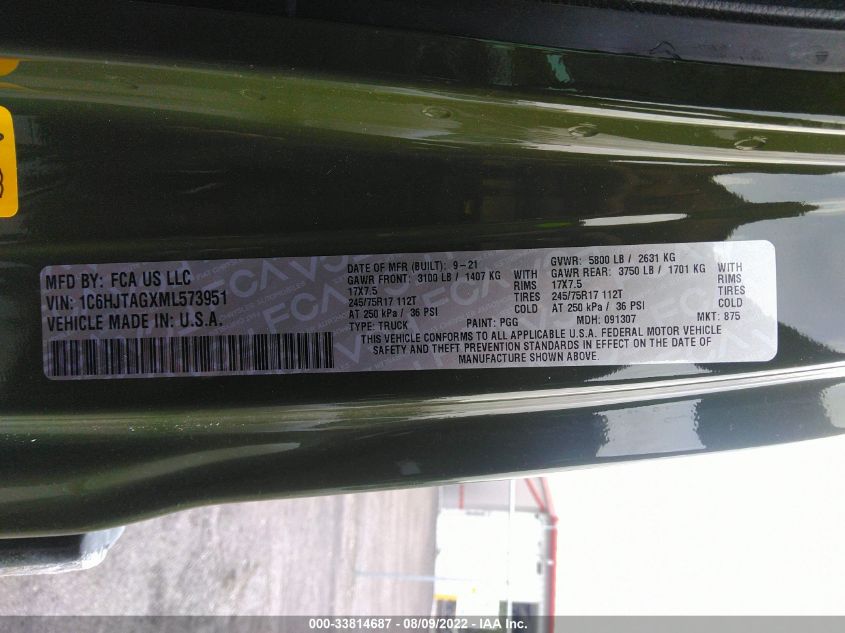 MFD BY: FCA US LLC
VIN: 1C6HJTAGXML573951
VEHICLE MADE IN: U.S.A.
DATE OF MFR (BUILT): 9-21
GAWR FRONT: 3100 LB / 1407 KG WITH
17X7.5 RIMS
245/75R17 112T TIRES
AT 250 kPa / 36 PSI COLD
TYPE: TRUCK PAINT: PGG
GVWR: 5800 LB / 2631 KG
GAWR REAR: 3750 LB / 1701 KG WITH
17X7.5 RIMS
245/75R17 112T TIRES
AT 250 kPa / 36 PSI COLD
MDH: 091307 MKT: 875
THIS VEHICLE CONFORMS TO ALL APPLICABLE U.S.A. FEDERAL MOTOR VEHICLE
SAFETY AND THEFT PREVENTION STANDARDS IN EFFECT ON THE DATE OF
MANUFACTURE SHOWN ABOVE.
000-33814687 - 08/09/2022 - IAA Inc.